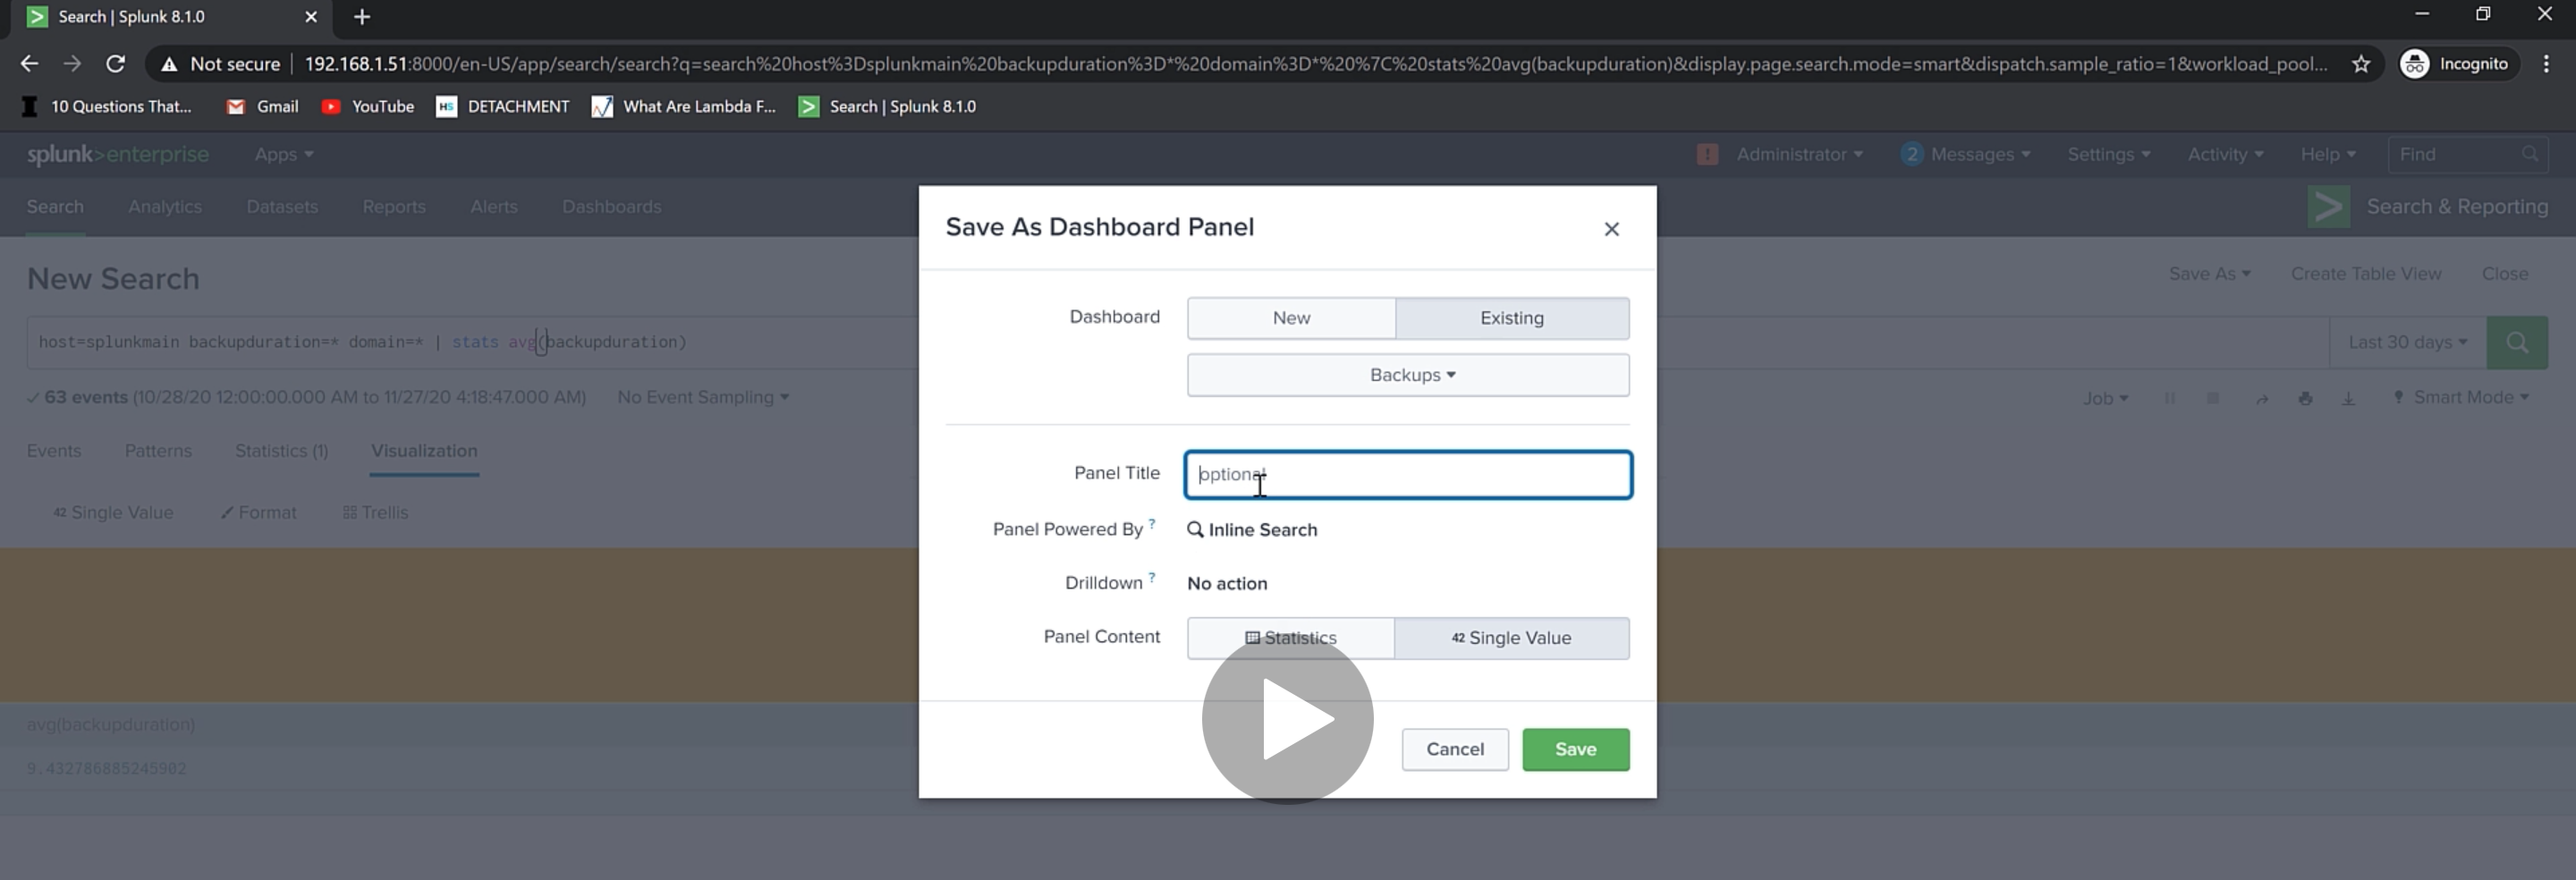 Search | Splunk 8.1.0
Not secure | 192.168.1.51:8000/en-US/app/search/search?q=search%20host%3Dsplunkmain%20backupduration%3D*%20domain%3D*%20%7C%20stats%20avg(backupduration)&display.page.search.mode=smart&dispatch.sample_ratio=1&workload_pool... Incognito
10 Questions That... Gmail YouTube HS DETACHMENT What Are Lambda F... Search | Splunk 8.1.0
splunk>enterprise Apps ! Administrator 2 Messages Settings Activity Help Find
Search Analytics Datasets Reports Alerts Dashboards Search & Reporting
Save As Dashboard Panel
New Search Save As Create Table View Close
Dashboard New Existing
host=splunkmain backupduration=* domain=* | stats avg(backupduration) Last 30 days
Backups
63 events (10/28/20 12:00:00.000 AM to 11/27/20 4:18:47.000 AM) No Event Sampling Job Smart Mode
Events Patterns Statistics (1) Visualization
Panel Title optional
42 Single Value Format Trellis
Panel Powered By ? Inline Search
Drilldown ? No action
Panel Content Statistics 42 Single Value
avg(backupduration)
Cancel Save
9.432786885245902